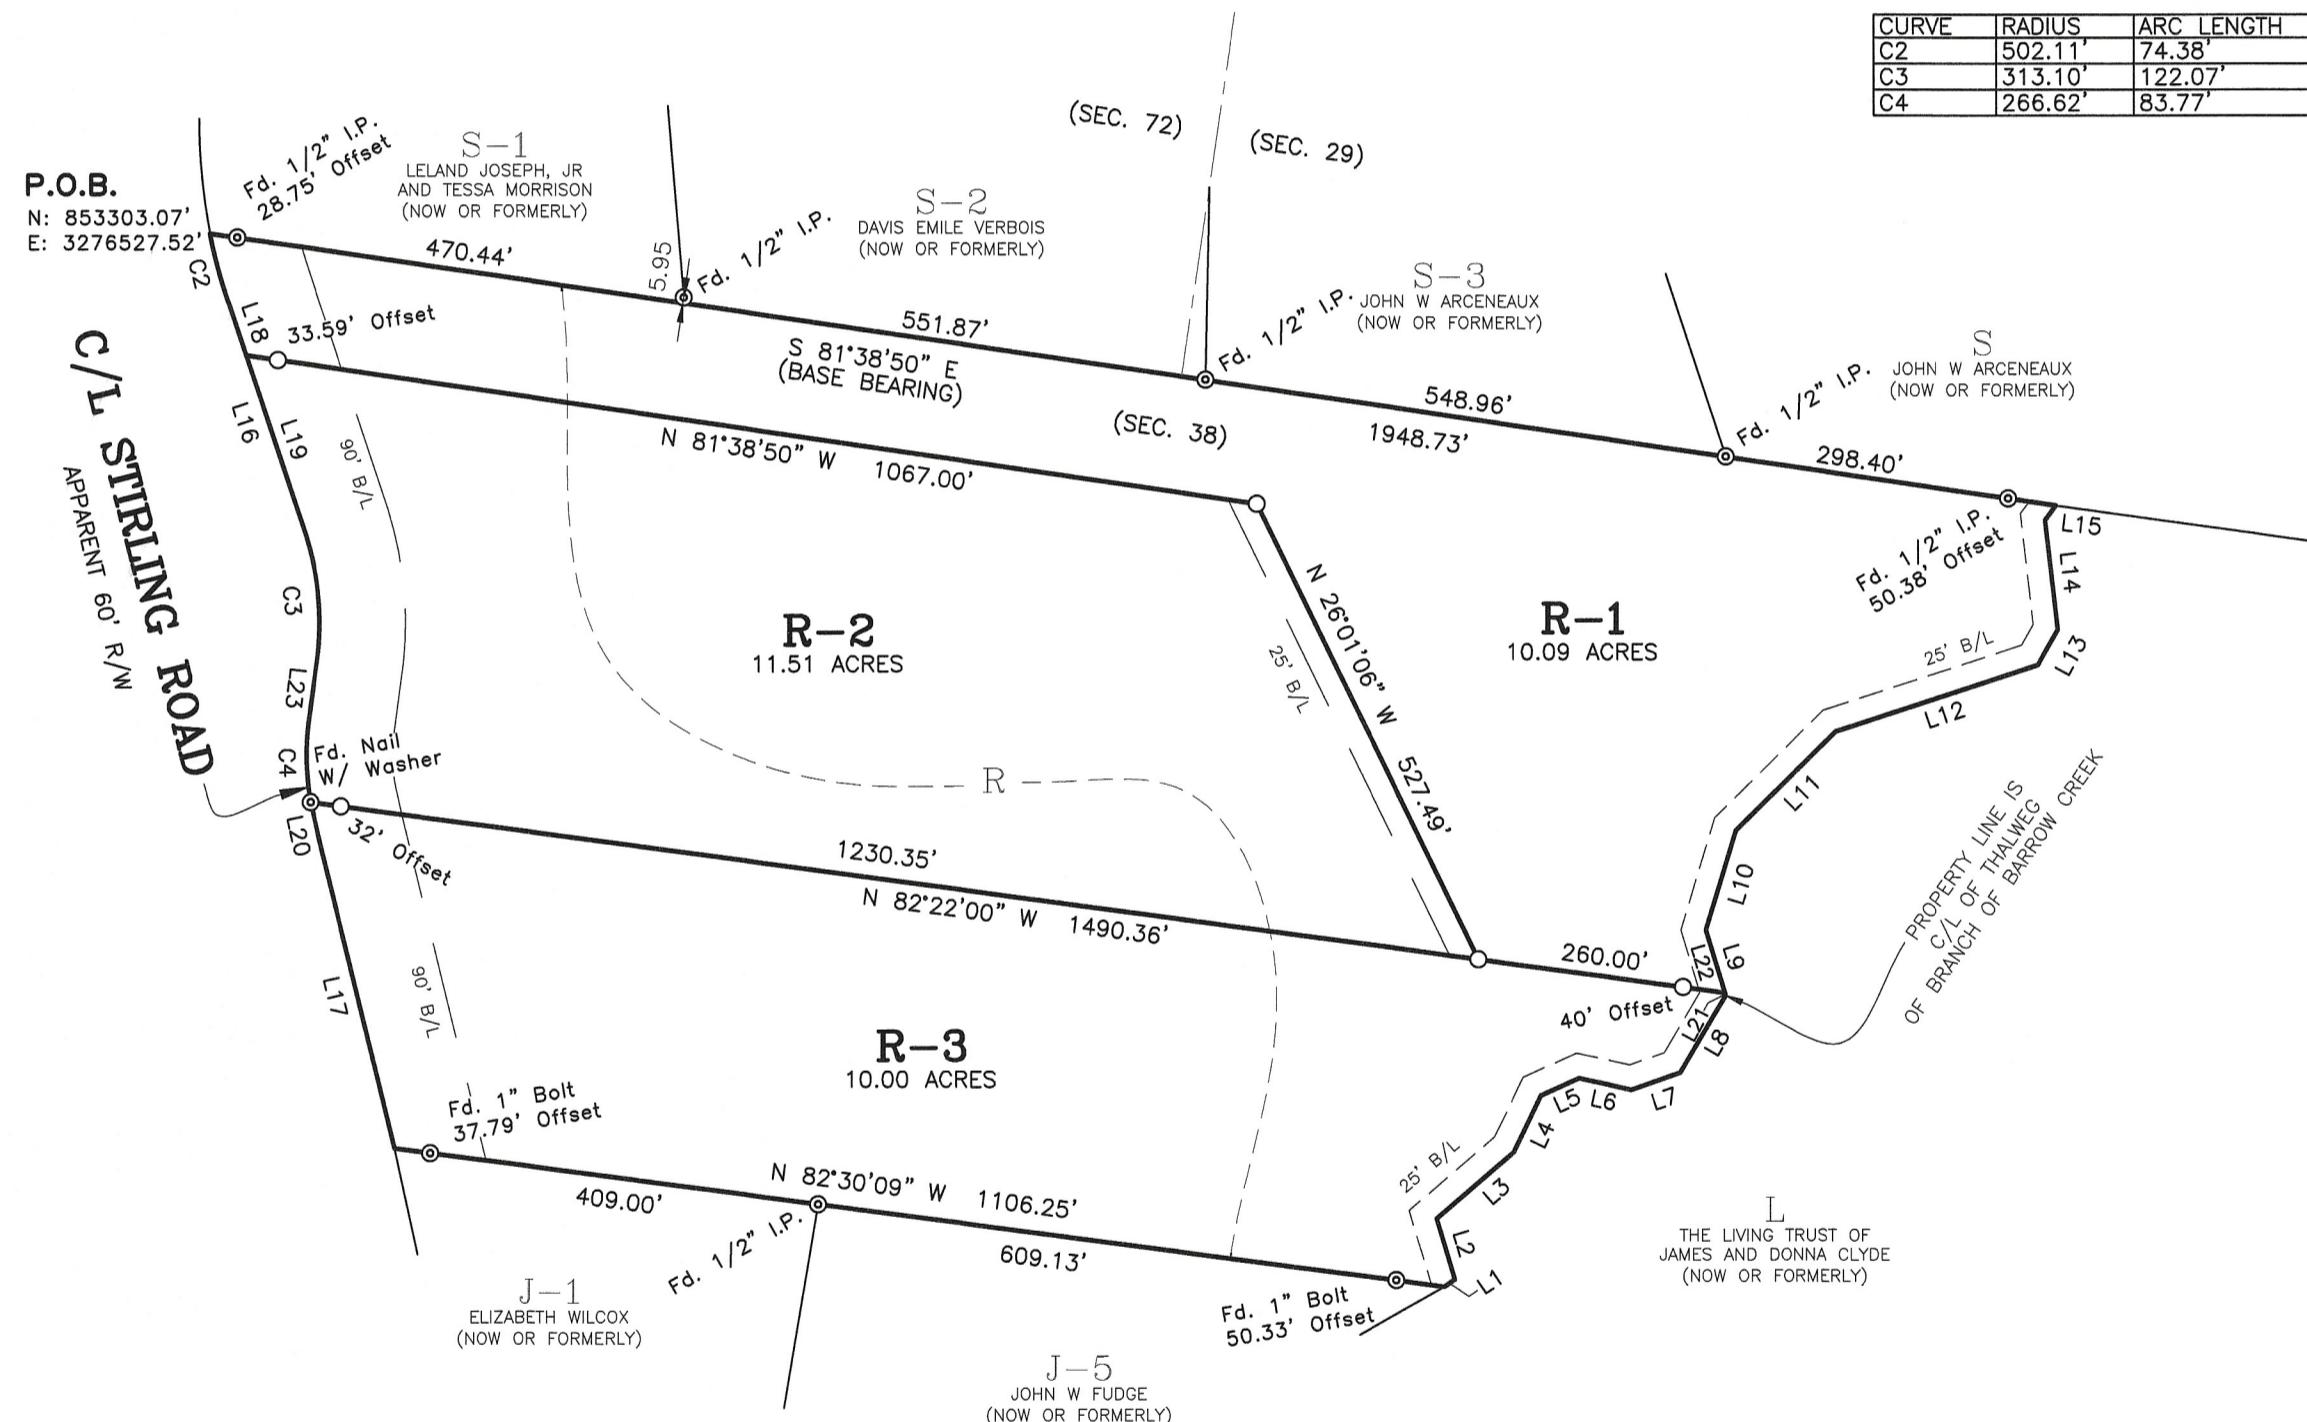 CURVE RADIUS ARC LENGTH
C2 502.11' 74.38'
C3 313.10' 122.07'
C4 266.62' 83.77'
(SEC. 72)
(SEC. 29)
P.O.B.
N: 853303.07'
E: 3276527.52'
Fd. 1/2" I.P.
28.75' Offset
S-1
LELAND JOSEPH, JR
AND TESSA MORRISON
(NOW OR FORMERLY)
470.44'
5.95
Fd. 1/2" I.P.
S-2
DAVIS EMILE VERBOIS
(NOW OR FORMERLY)
551.87'
S 81°38'50" E
(BASE BEARING)
Fd. 1/2" I.P.
S-3
JOHN W ARCENEAUX
(NOW OR FORMERLY)
548.96'
1948.73'
Fd. 1/2" I.P.
S
JOHN W ARCENEAUX
(NOW OR FORMERLY)
298.40'
Fd. 1/2" I.P.
50.38' Offset
L15
L14
L13
L12
L11
L10
L9
L22
25' B/L
C2
L18
33.59' Offset
L16
L19
90' B/L
C/L STIRLING ROAD
APPARENT 60' R/W
N 81°38'50" W 1067.00'
(SEC. 38)
R-2
11.51 ACRES
R-1
10.09 ACRES
N 26°01'06" W 527.49'
25' B/L
C3
L23
C4
Fd. Nail
W/ Washer
R
L20
32' Offset
1230.35'
N 82°22'00" W 1490.36'
260.00'
40' Offset
PROPERTY LINE IS
C/L OF THALWEG
OF BRANCH OF BARROW CREEK
L17
90' B/L
R-3
10.00 ACRES
L21
L8
L7
L6
L5
L4
L3
L2
L1
25' B/L
Fd. 1" Bolt
37.79' Offset
N 82°30'09" W 1106.25'
409.00'
Fd. 1/2" I.P.
609.13'
Fd. 1" Bolt
50.33' Offset
L
THE LIVING TRUST OF
JAMES AND DONNA CLYDE
(NOW OR FORMERLY)
J-1
ELIZABETH WILCOX
(NOW OR FORMERLY)
J-5
JOHN W FUDGE
(NOW OR FORMERLY)